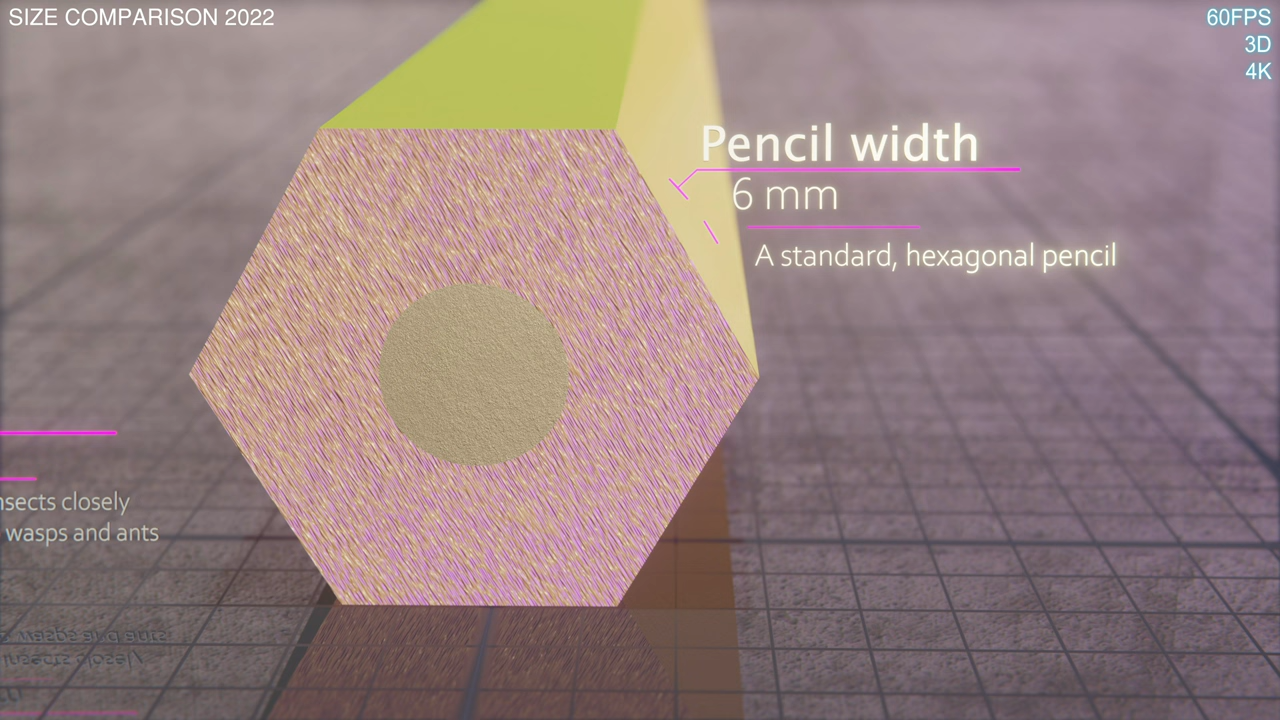 SIZE COMPARISON 2022
60FPS
3D
4K
Pencil width
6 mm
A standard, hexagonal pencil
nsects closely
wasps and ants